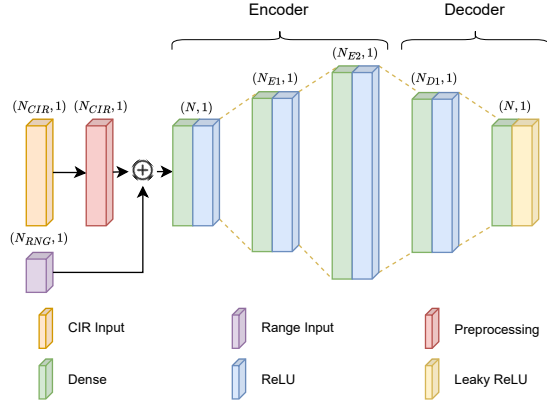 Encoder Decoder
(N_{E2}, 1)
(N_{E1}, 1) (N_{D1}, 1)
(N_{CIR}, 1) (N_{CIR}, 1) (N, 1) (N, 1)
+
(N_{RNG}, 1)
CIR Input Range Input Preprocessing
Dense ReLU Leaky ReLU